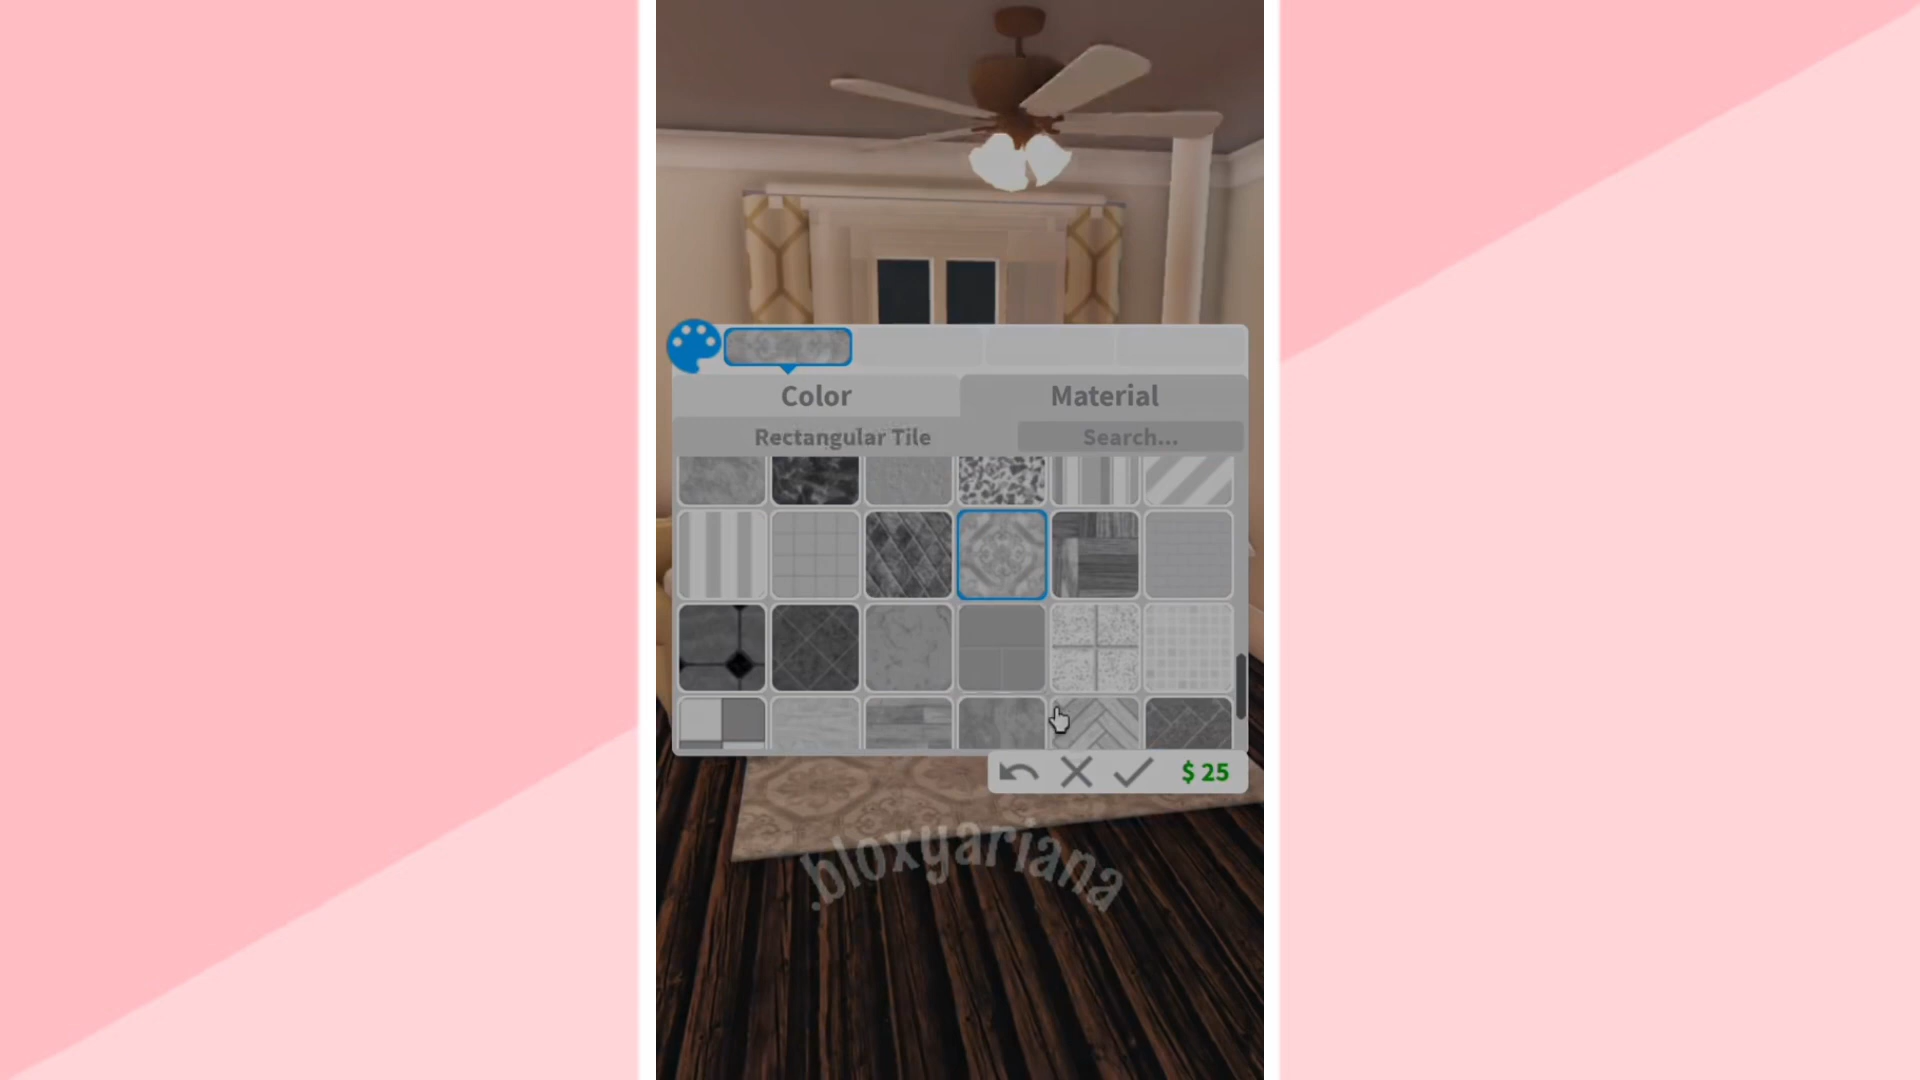 Color
Material
Rectangular Tile
Search...
$ 25
.bloxyariana